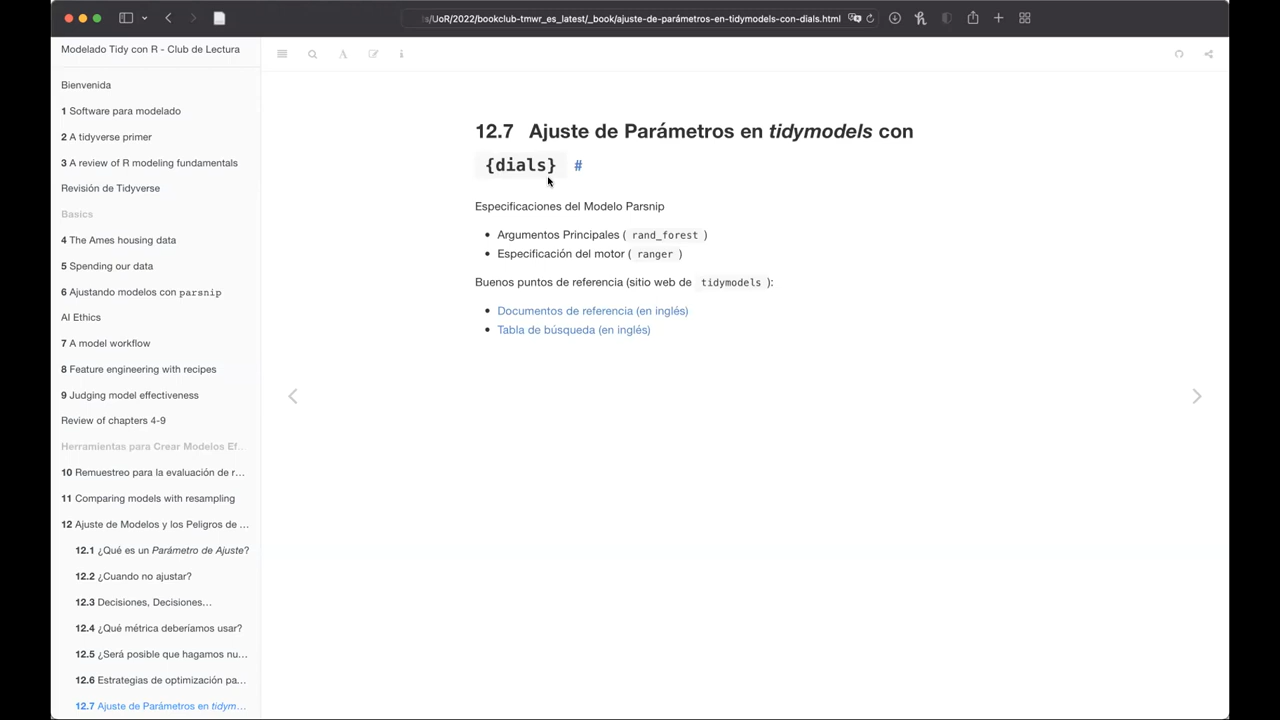 s/UoR/2022/bookclub-tmwr_es_latest/_book/ajuste-de-parámetros-en-tidymodels-con-dials.html
Modelado Tidy con R - Club de Lectura
Bienvenida
1 Software para modelado
2 A tidyverse primer
3 A review of R modeling fundamentals
Revisión de Tidyverse
Basics
4 The Ames housing data
5 Spending our data
6 Ajustando modelos con parsnip
AI Ethics
7 A model workflow
8 Feature engineering with recipes
9 Judging model effectiveness
Review of chapters 4-9
Herramientas para Crear Modelos Ef...
10 Remuestreo para la evaluación de r...
11 Comparing models with resampling
12 Ajuste de Modelos y los Peligros de ...
12.1 ¿Qué es un Parámetro de Ajuste?
12.2 ¿Cuando no ajustar?
12.3 Decisiones, Decisiones...
12.4 ¿Qué métrica deberíamos usar?
12.5 ¿Será posible que hagamos nu...
12.6 Estrategias de optimización pa...
12.7 Ajuste de Parámetros en tidym...
12.7 Ajuste de Parámetros en tidymodels con
{dials} #
Especificaciones del Modelo Parsnip
• Argumentos Principales ( rand_forest )
• Especificación del motor ( ranger )
Buenos puntos de referencia (sitio web de tidymodels ):
• Documentos de referencia (en inglés)
• Tabla de búsqueda (en inglés)